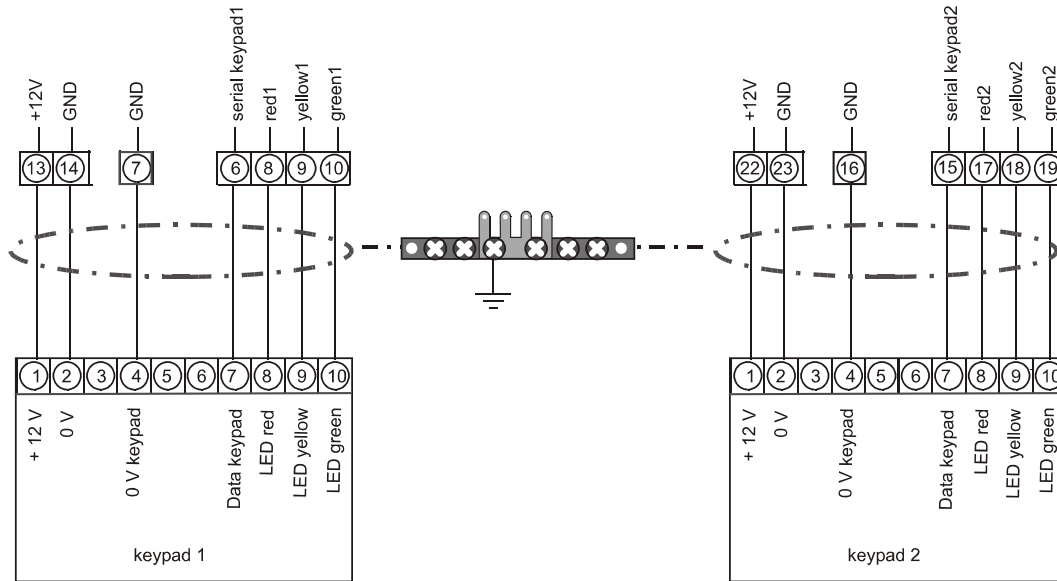 +12V GND GND serial keypad1 red1 yellow1 green1
+12V GND GND serial keypad2 red2 yellow2 green2
13 14 7 6 8 9 10
22 23 16 15 17 18 19
1 2 3 4 5 6 7 8 9 10
1 2 3 4 5 6 7 8 9 10
+ 12 V 0 V 0 V keypad Data keypad LED red LED yellow LED green
+ 12 V 0 V 0 V keypad Data keypad LED red LED yellow LED green
keypad 1
keypad 2